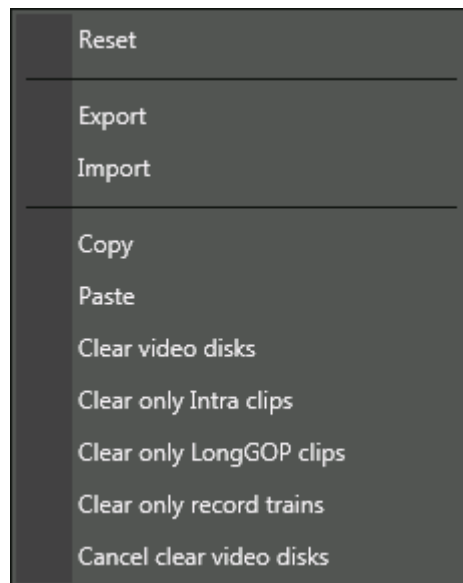 Reset
Export
Import
Copy
Paste
Clear video disks
Clear only Intra clips
Clear only LongGOP clips
Clear only record trains
Cancel clear video disks